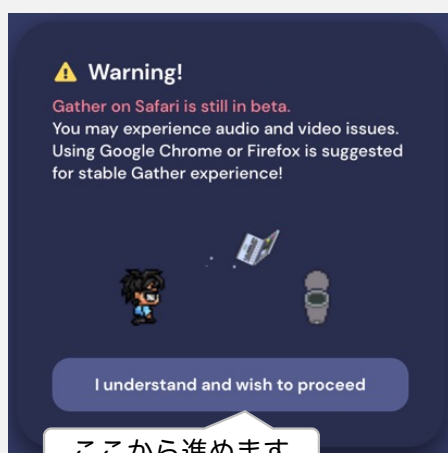 Warning!
Gather on Safari is still in beta.
You may experience audio and video issues.
Using Google Chrome or Firefox is suggested
for stable Gather experience!
I understand and wish to proceed
ここから進めます